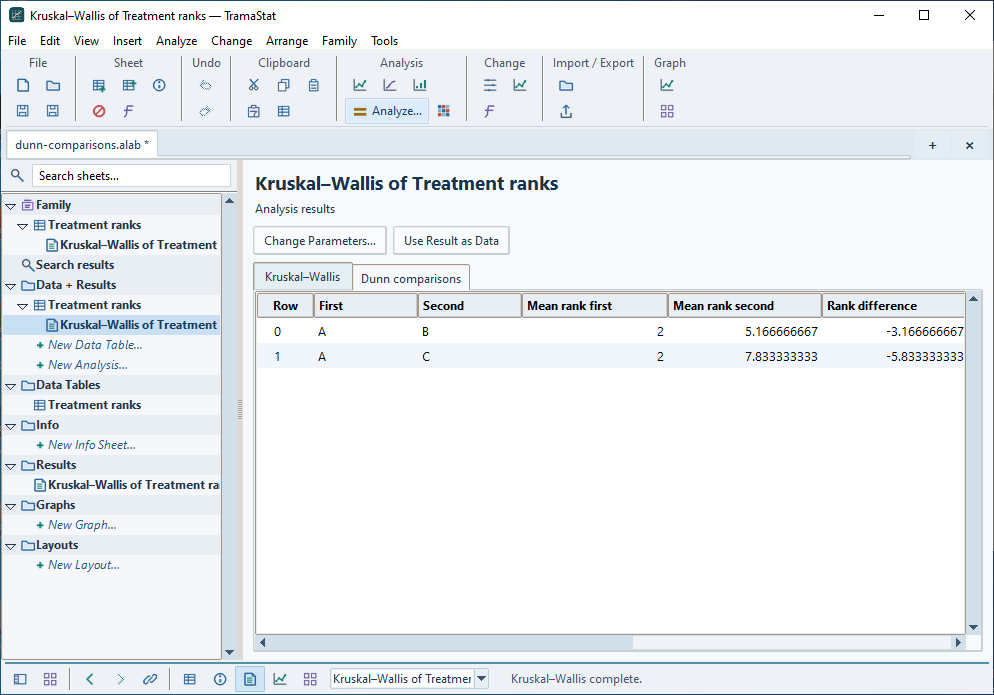 Kruskal–Wallis of Treatment ranks — TramaStat
File Edit View Insert Analyze Change Arrange Family Tools
File Sheet Undo Clipboard Analysis Change Import / Export Graph
Analyze...
dunn-comparisons.alab *
Search sheets...
Family
Treatment ranks
Kruskal–Wallis of Treatment
Search results
Data + Results
Treatment ranks
Kruskal–Wallis of Treatment
New Data Table...
New Analysis...
Data Tables
Treatment ranks
Info
New Info Sheet...
Results
Kruskal–Wallis of Treatment ra
Graphs
New Graph...
Layouts
New Layout...
Kruskal–Wallis of Treatment ranks
Analysis results
Change Parameters... Use Result as Data
Kruskal–Wallis Dunn comparisons
Row First Second Mean rank first Mean rank second Rank difference
0 A B 2 5.166666667 -3.166666667
1 A C 2 7.833333333 -5.833333333
Kruskal–Wallis of Treatmer Kruskal–Wallis complete.